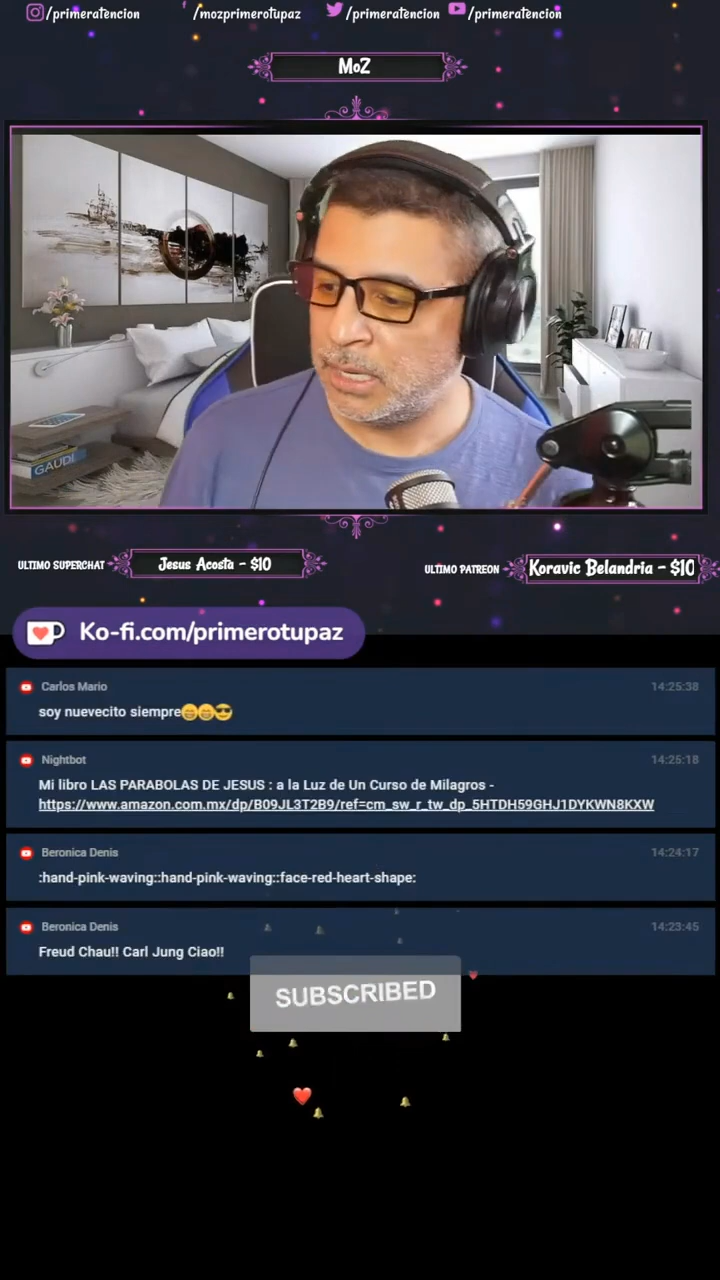 /primeratencion
/mozprimerotupaz
/primeratencion
/primeratencion
MoZ
GAUDI
ULTIMO SUPERCHAT
Jesus Acosta - $10
ULTIMO PATREON
Koravic Belandria - $10
Ko-fi.com/primerotupaz
Carlos Mario
14:25:38
soy nuevecito siempre😁😁😎
Nightbot
14:25:18
Mi libro LAS PARABOLAS DE JESUS : a la Luz de Un Curso de Milagros -
https://www.amazon.com.mx/dp/B09JL3T2B9/ref=cm_sw_r_tw_dp_5HTDH59GHJ1DYKWN8KXW
Beronica Denis
14:24:17
:hand-pink-waving::hand-pink-waving::face-red-heart-shape:
Beronica Denis
14:23:45
Freud Chau!! Carl Jung Ciao!!
SUBSCRIBED